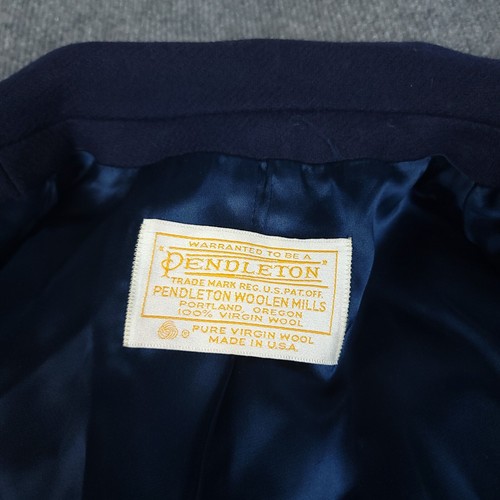 WARRANTED TO BE A
"PENDLETON"
TRADE MARK REG. U.S. PAT. OFF.
PENDLETON WOOLEN MILLS
PORTLAND, OREGON
100% VIRGIN WOOL
® PURE VIRGIN WOOL
MADE IN U.S.A.